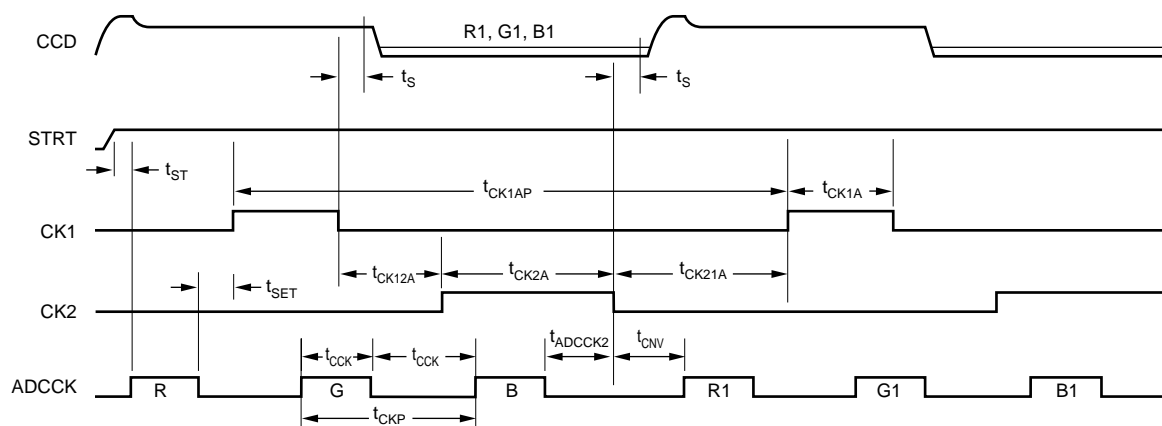 CCD
R1, G1, B1
tS
tS
STRT
tST
tCK1AP
tCK1A
CK1
tCK12A
tCK2A
tCK21A
tSET
CK2
tCCK
tCCK
tADCCK2
tCNV
ADCCK
R
G
B
R1
G1
B1
tCKP